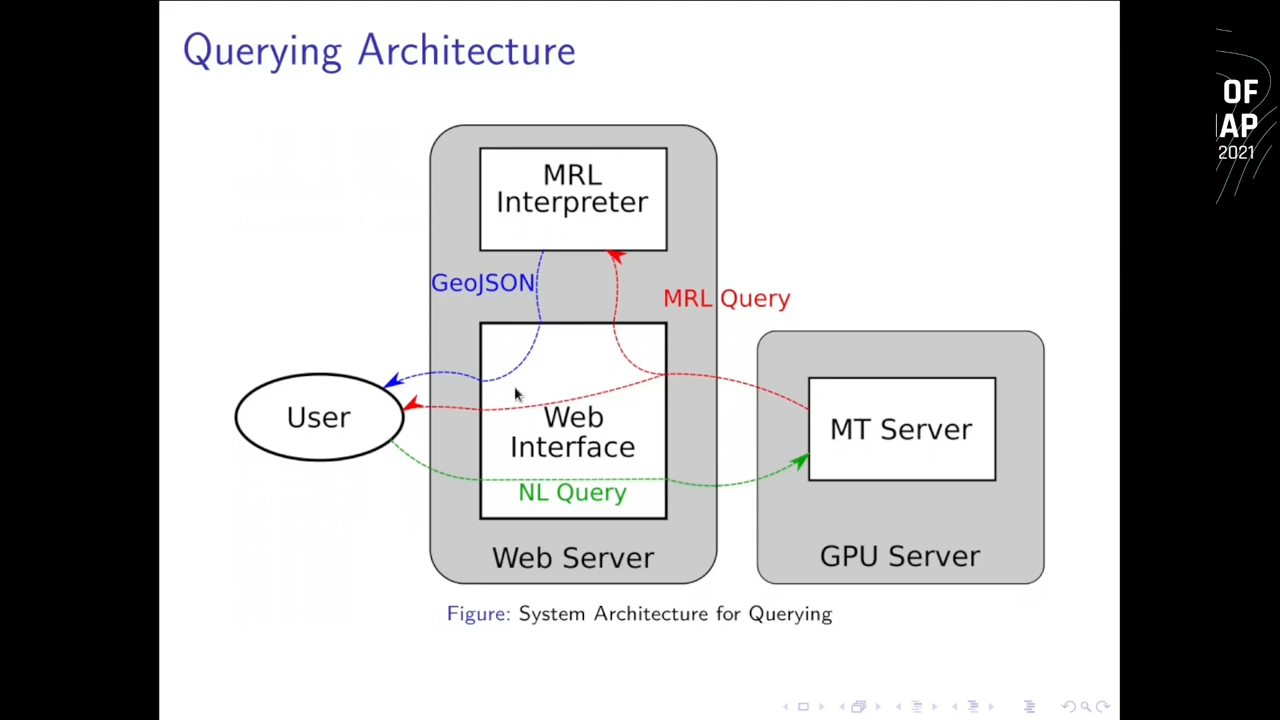 Querying Architecture
OF
AP
2021
MRL
Interpreter
GeoJSON
MRL Query
User
Web
Interface
MT Server
NL Query
Web Server
GPU Server
Figure: System Architecture for Querying